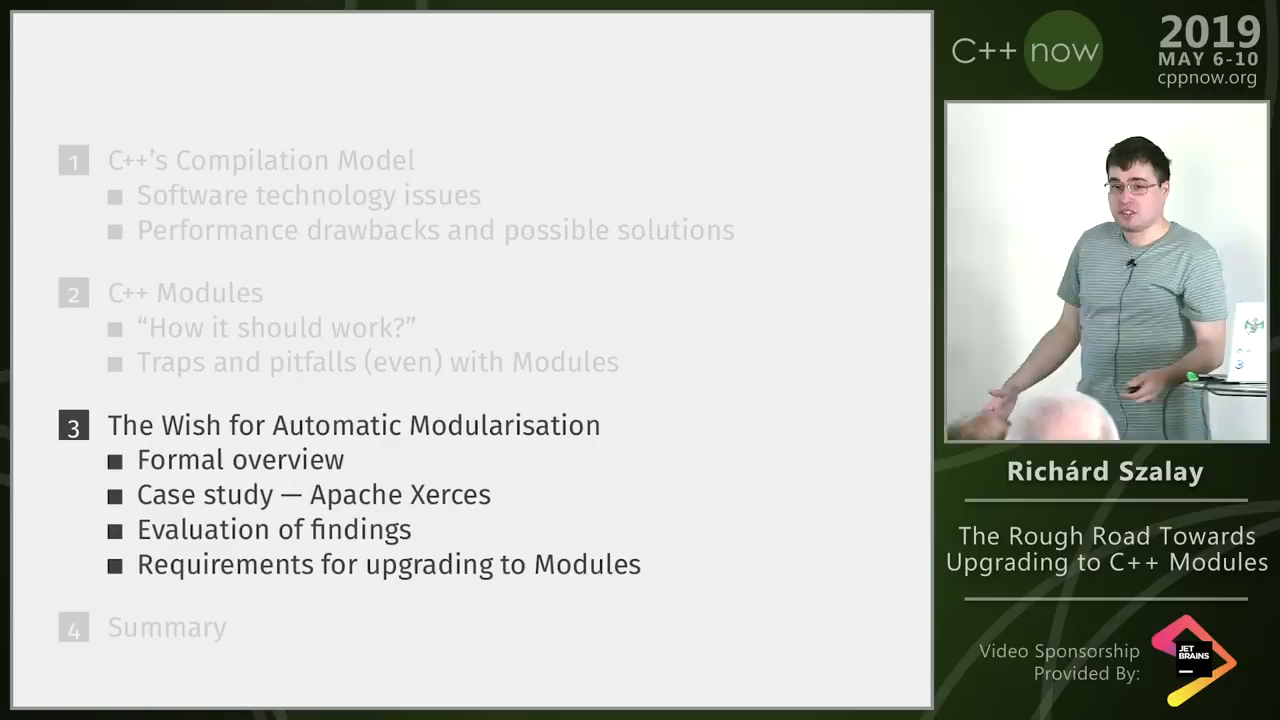 1 C++'s Compilation Model
■ Software technology issues
■ Performance drawbacks and possible solutions
2 C++ Modules
■ “How it should work?”
■ Traps and pitfalls (even) with Modules
3 The Wish for Automatic Modularisation
■ Formal overview
■ Case study — Apache Xerces
■ Evaluation of findings
■ Requirements for upgrading to Modules
4 Summary
C++ now
2019
MAY 6-10
cppnow.org
Richárd Szalay
The Rough Road Towards
Upgrading to C++ Modules
Video Sponsorship
Provided By:
JET
BRAINS